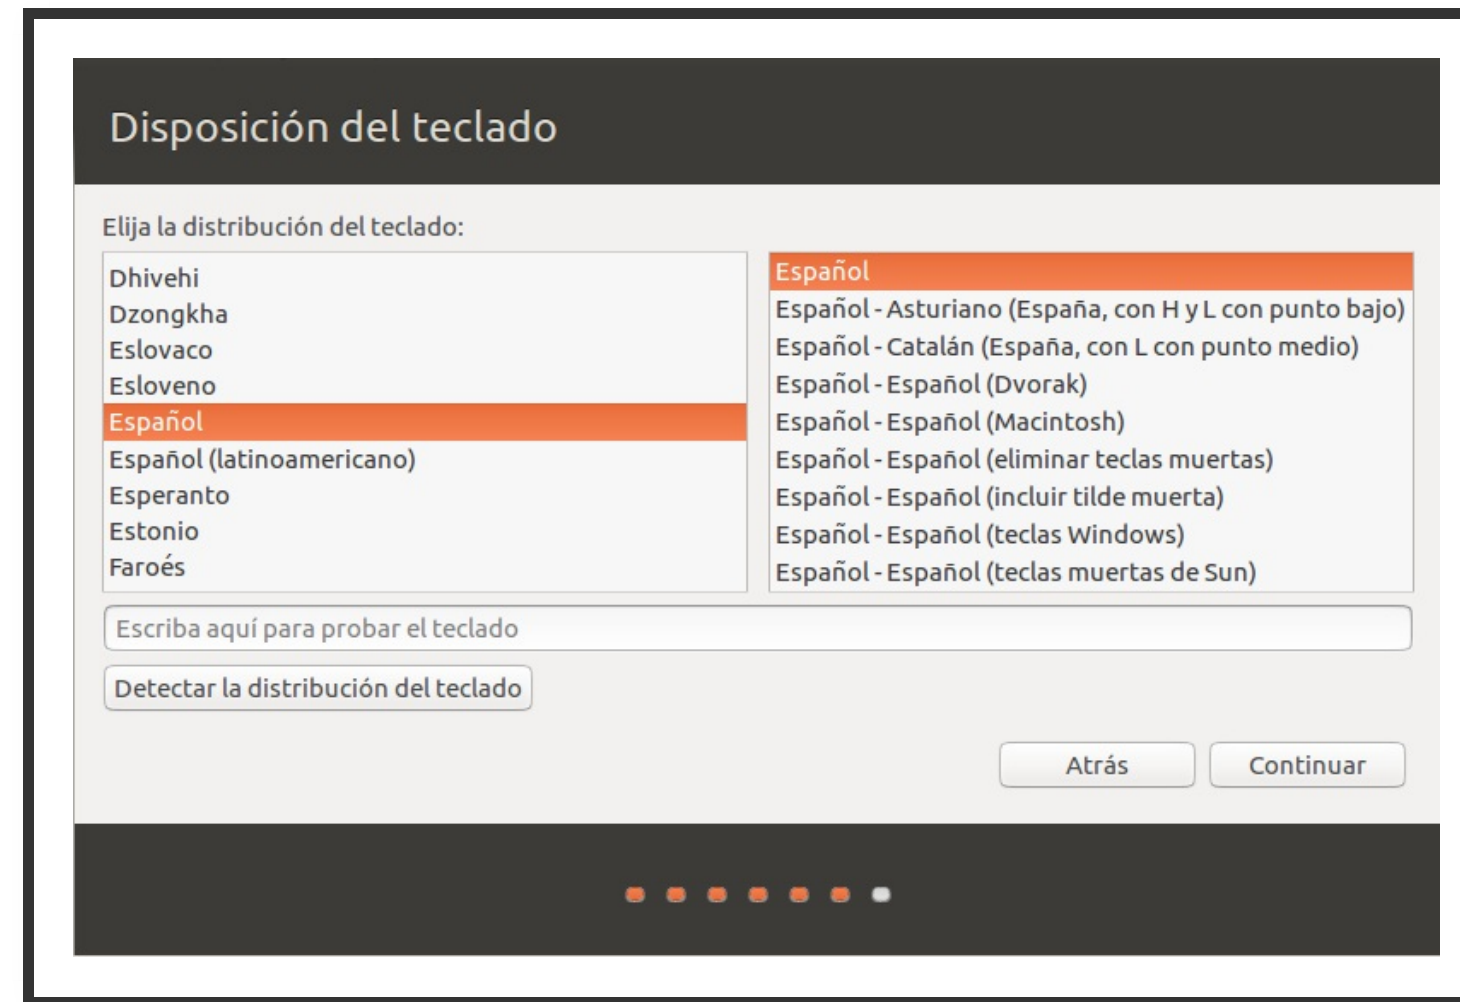 Disposición del teclado
Elija la distribución del teclado:
Dhivehi
Dzongkha
Eslovaco
Esloveno
Español
Español (latinoamericano)
Esperanto
Estonio
Faroés
Español
Español - Asturiano (España, con H y L con punto bajo)
Español - Catalán (España, con L con punto medio)
Español - Español (Dvorak)
Español - Español (Macintosh)
Español - Español (eliminar teclas muertas)
Español - Español (incluir tilde muerta)
Español - Español (teclas Windows)
Español - Español (teclas muertas de Sun)
Escriba aquí para probar el teclado
Detectar la distribución del teclado
Atrás
Continuar